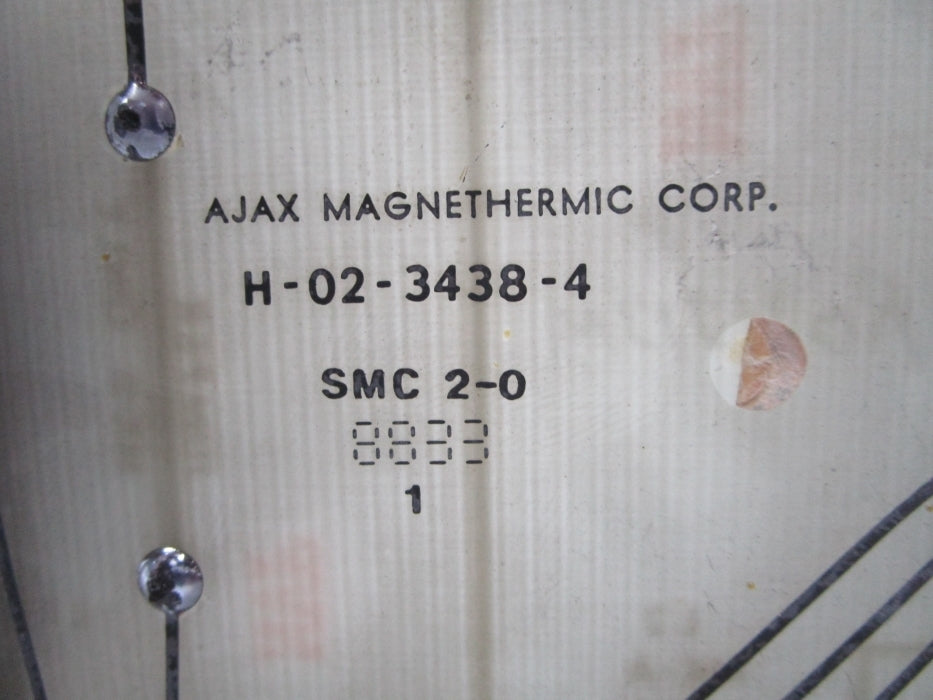 AJAX MAGNETHERMIC CORP.
H-02-3438-4
SMC 2-0
8833
1